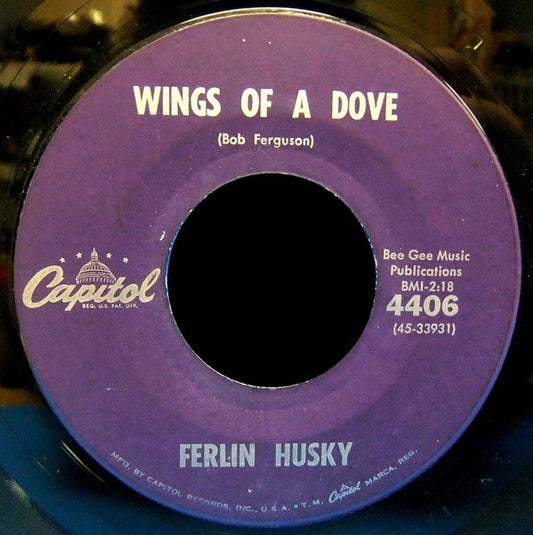 WINGS OF A DOVE
(Bob Ferguson)
Capitol
REG. U.S. PAT. OFF.
Bee Gee Music
Publications
BMI-2:18
4406
(45-33931)
FERLIN HUSKY
MFD. BY CAPITOL RECORDS, INC., U.S.A. • T.M. Capitol MARCA, REG.